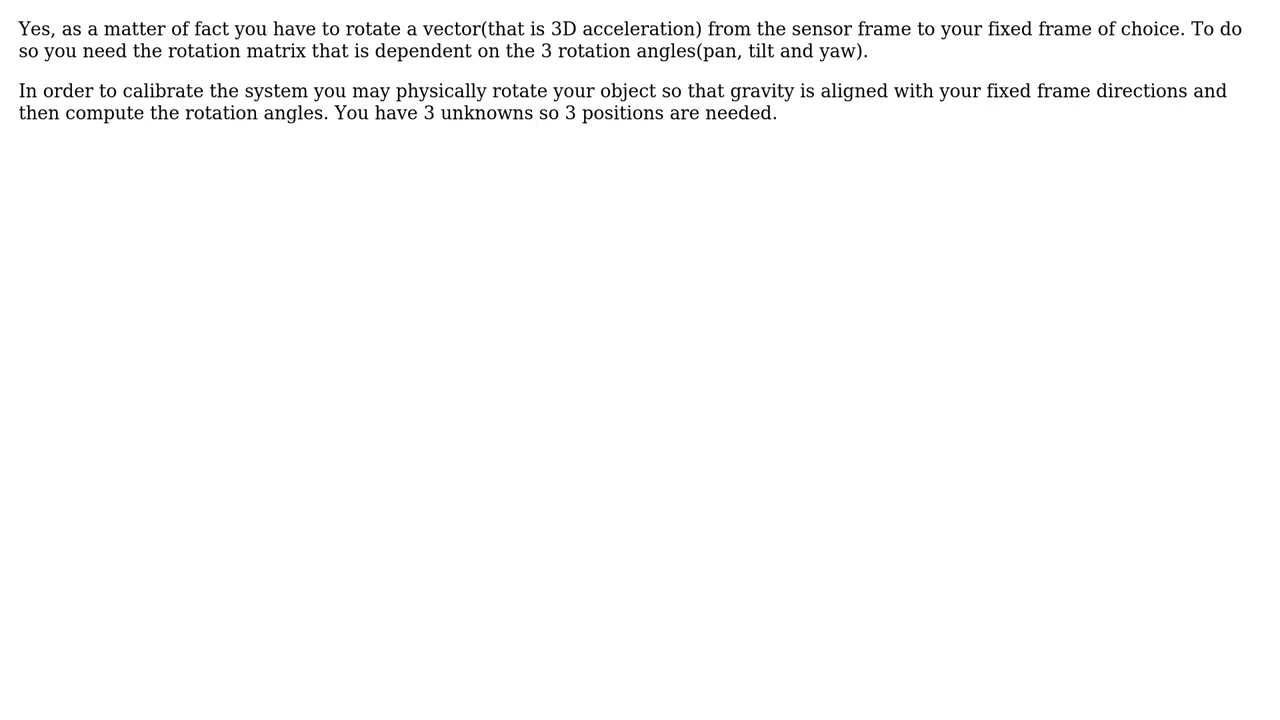 Yes, as a matter of fact you have to rotate a vector(that is 3D acceleration) from the sensor frame to your fixed frame of choice. To do
so you need the rotation matrix that is dependent on the 3 rotation angles(pan, tilt and yaw).
In order to calibrate the system you may physically rotate your object so that gravity is aligned with your fixed frame directions and
then compute the rotation angles. You have 3 unknowns so 3 positions are needed.